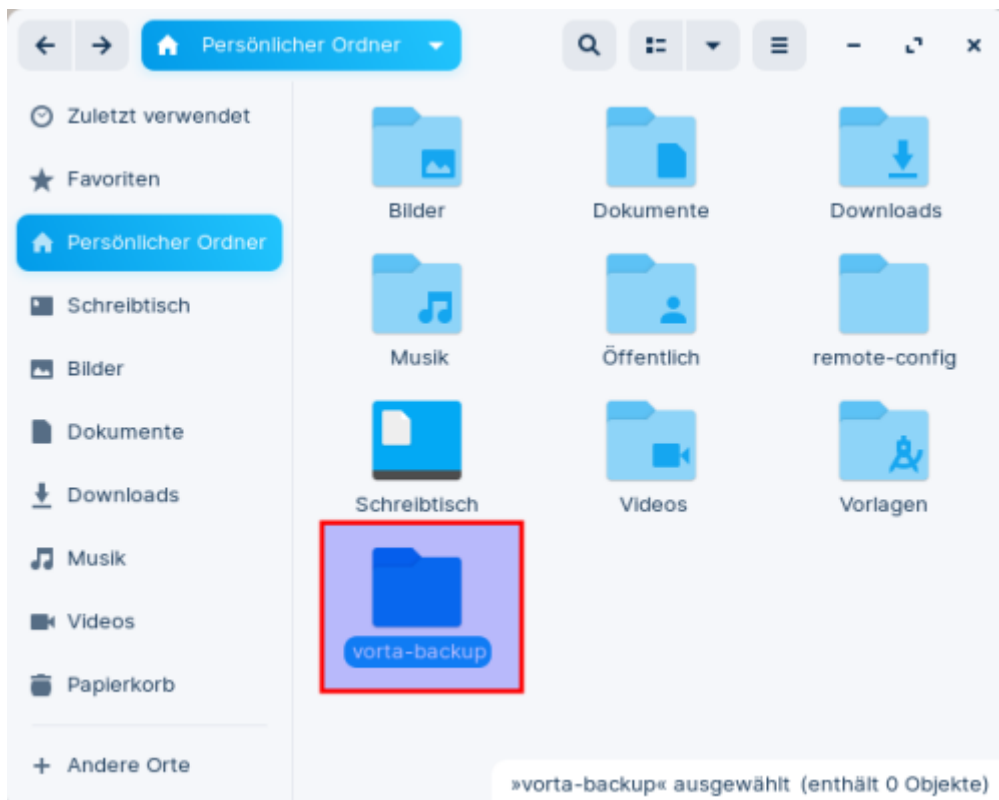 Persönlicher Ordner
Zuletzt verwendet
Favoriten
Persönlicher Ordner
Schreibtisch
Bilder
Dokumente
Downloads
Musik
Videos
Papierkorb
Andere Orte
Bilder
Dokumente
Downloads
Musik
Öffentlich
remote-config
Schreibtisch
Videos
Vorlagen
vorta-backup
»vorta-backup« ausgewählt (enthält 0 Objekte)